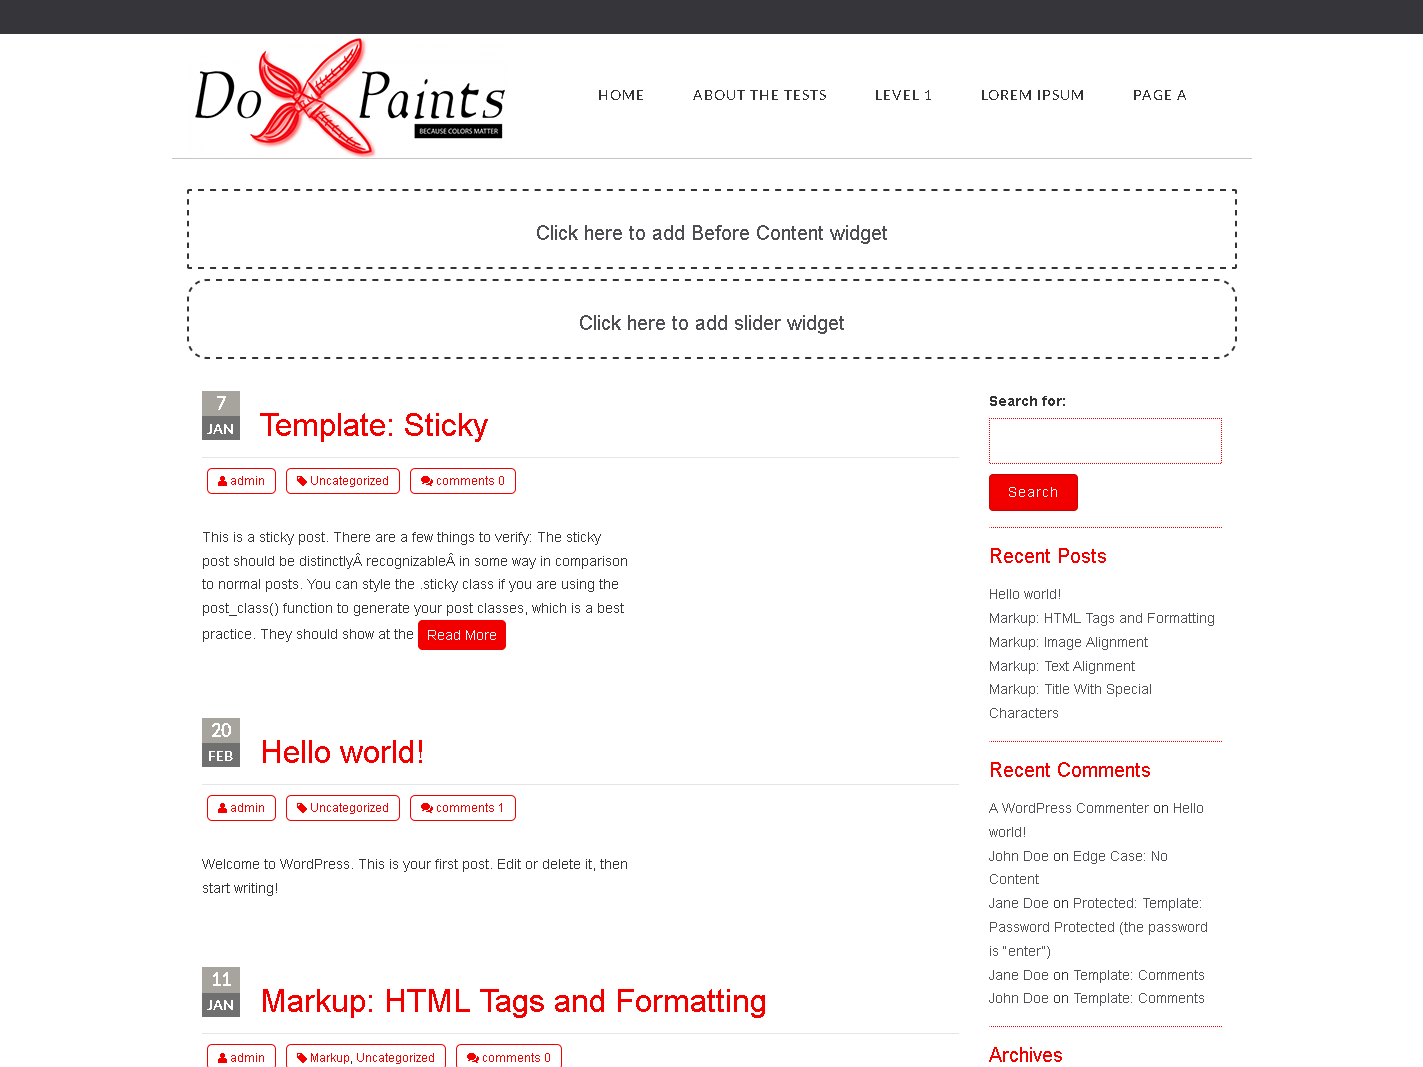 Do Paints
BECAUSE COLORS MATTER
HOME ABOUT THE TESTS LEVEL 1 LOREM IPSUM PAGE A
Click here to add Before Content widget
Click here to add slider widget
7
JAN
Template: Sticky
admin Uncategorized comments 0
This is a sticky post. There are a few things to verify: The sticky
post should be distinctlyÂ recognizableÂ in some way in comparison
to normal posts. You can style the .sticky class if you are using the
post_class() function to generate your post classes, which is a best
practice. They should show at the Read More
20
FEB
Hello world!
admin Uncategorized comments 1
Welcome to WordPress. This is your first post. Edit or delete it, then
start writing!
11
JAN
Markup: HTML Tags and Formatting
admin Markup, Uncategorized comments 0
Search for:
Search
Recent Posts
Hello world!
Markup: HTML Tags and Formatting
Markup: Image Alignment
Markup: Text Alignment
Markup: Title With Special
Characters
Recent Comments
A WordPress Commenter on Hello
world!
John Doe on Edge Case: No
Content
Jane Doe on Protected: Template:
Password Protected (the password
is “enter”)
Jane Doe on Template: Comments
John Doe on Template: Comments
Archives